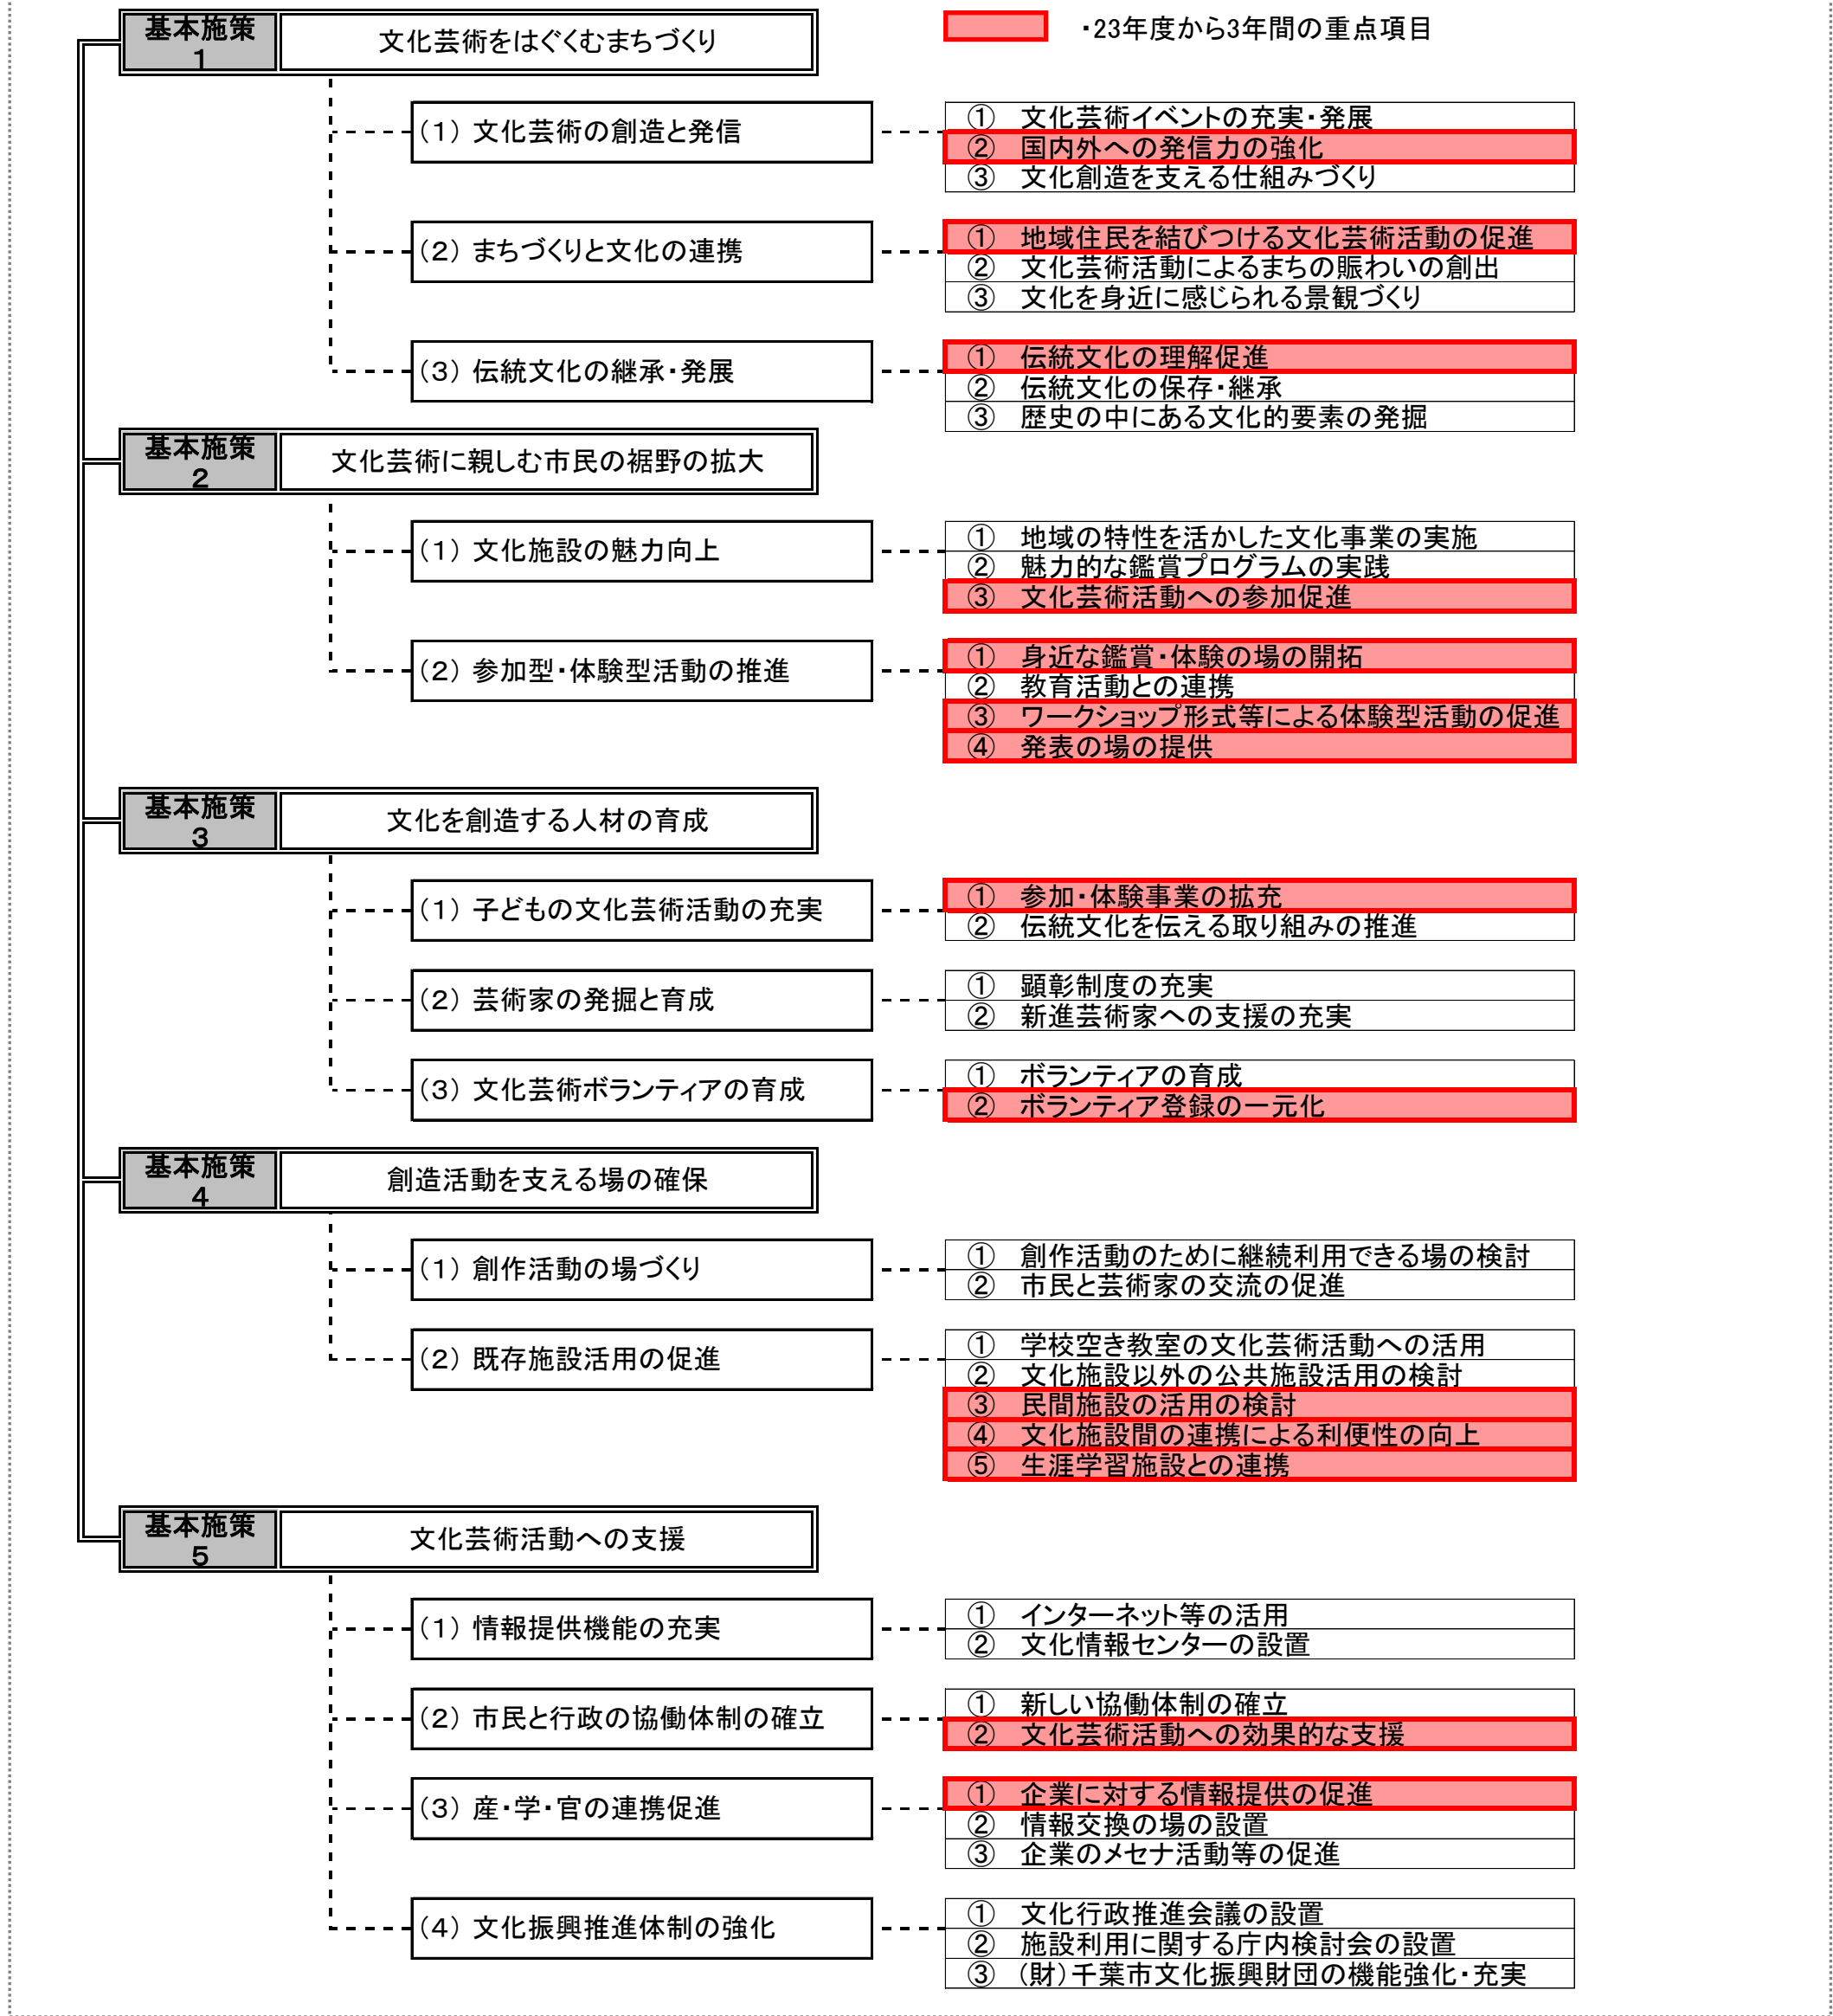 基本施策
1
文化芸術をはぐくむまちづくり
・23年度から3年間の重点項目
(1) 文化芸術の創造と発信
① 文化芸術イベントの充実・発展
② 国内外への発信力の強化
③ 文化創造を支える仕組みづくり
(2) まちづくりと文化の連携
① 地域住民を結びつける文化芸術活動の促進
② 文化芸術活動によるまちの賑わいの創出
③ 文化を身近に感じられる景観づくり
(3) 伝統文化の継承・発展
① 伝統文化の理解促進
② 伝統文化の保存・継承
③ 歴史の中にある文化的要素の発掘
基本施策
2
文化芸術に親しむ市民の裾野の拡大
(1) 文化施設の魅力向上
① 地域の特性を活かした文化事業の実施
② 魅力的な鑑賞プログラムの実践
③ 文化芸術活動への参加促進
(2) 参加型・体験型活動の推進
① 身近な鑑賞・体験の場の開拓
② 教育活動との連携
③ ワークショップ形式等による体験型活動の促進
④ 発表の場の提供
基本施策
3
文化を創造する人材の育成
(1) 子どもの文化芸術活動の充実
① 参加・体験事業の拡充
② 伝統文化を伝える取り組みの推進
(2) 芸術家の発掘と育成
① 顕彰制度の充実
② 新進芸術家への支援の充実
(3) 文化芸術ボランティアの育成
① ボランティアの育成
② ボランティア登録の一元化
基本施策
4
創造活動を支える場の確保
(1) 創作活動の場づくり
① 創作活動のために継続利用できる場の検討
② 市民と芸術家の交流の促進
(2) 既存施設活用の促進
① 学校空き教室の文化芸術活動への活用
② 文化施設以外の公共施設活用の検討
③ 民間施設の活用の検討
④ 文化施設間の連携による利便性の向上
⑤ 生涯学習施設との連携
基本施策
5
文化芸術活動への支援
(1) 情報提供機能の充実
① インターネット等の活用
② 文化情報センターの設置
(2) 市民と行政の協働体制の確立
① 新しい協働体制の確立
② 文化芸術活動への効果的な支援
(3) 産・学・官の連携促進
① 企業に対する情報提供の促進
② 情報交換の場の設置
③ 企業のメセナ活動等の促進
(4) 文化振興推進体制の強化
① 文化行政推進会議の設置
② 施設利用に関する庁内検討会の設置
③ (財)千葉市文化振興財団の機能強化・充実